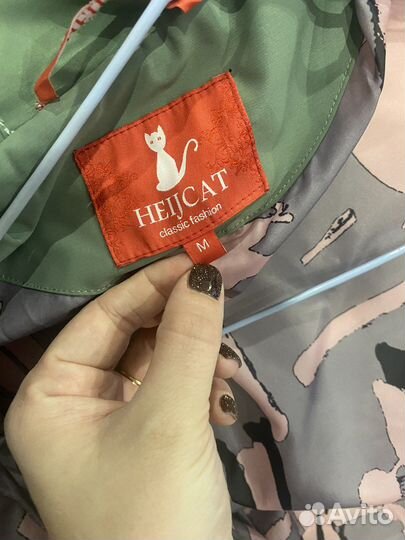 HEIJCAT
classic fashion
M
Avito